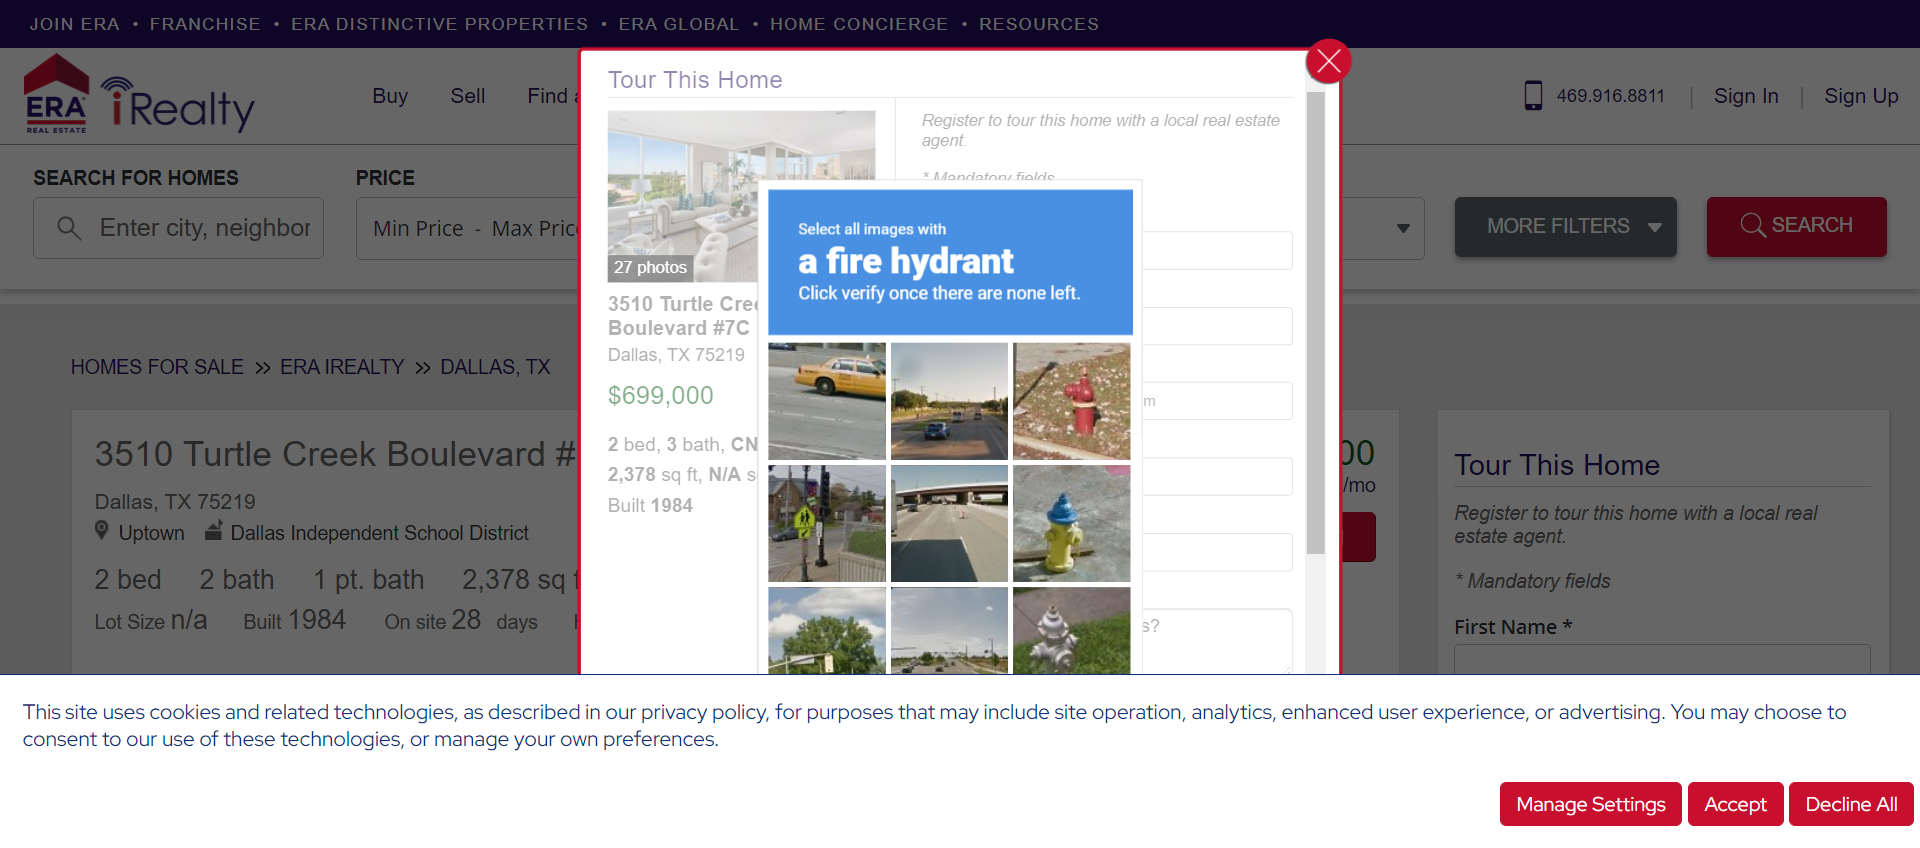 JOIN ERA • FRANCHISE • ERA DISTINCTIVE PROPERTIES • ERA GLOBAL • HOME CONCIERGE • RESOURCES
ERA
REAL ESTATE
iRealty
Buy
Sell
Find
469.916.8811
Sign In
Sign Up
SEARCH FOR HOMES
Enter city, neighbor
PRICE
Min Price - Max Pric
MORE FILTERS
SEARCH
HOMES FOR SALE » ERA IREALTY » DALLAS, TX
3510 Turtle Creek Boulevard #
Dallas, TX 75219
Uptown
Dallas Independent School District
2 bed 2 bath 1 pt. bath 2,378 sq
Lot Size n/a Built 1984 On site 28 days
00
/mo
Tour This Home
27 photos
3510 Turtle Cree
Boulevard #7C
Dallas, TX 75219
$699,000
2 bed, 3 bath, CN
2,378 sq ft, N/A s
Built 1984
Register to tour this home with a local real estate
agent.
* Mandatory fields
m
s?
Select all images with
a fire hydrant
Click verify once there are none left.
Tour This Home
Register to tour this home with a local real
estate agent.
* Mandatory fields
First Name *
This site uses cookies and related technologies, as described in our privacy policy, for purposes that may include site operation, analytics, enhanced user experience, or advertising. You may choose to
consent to our use of these technologies, or manage your own preferences.
Manage Settings
Accept
Decline All